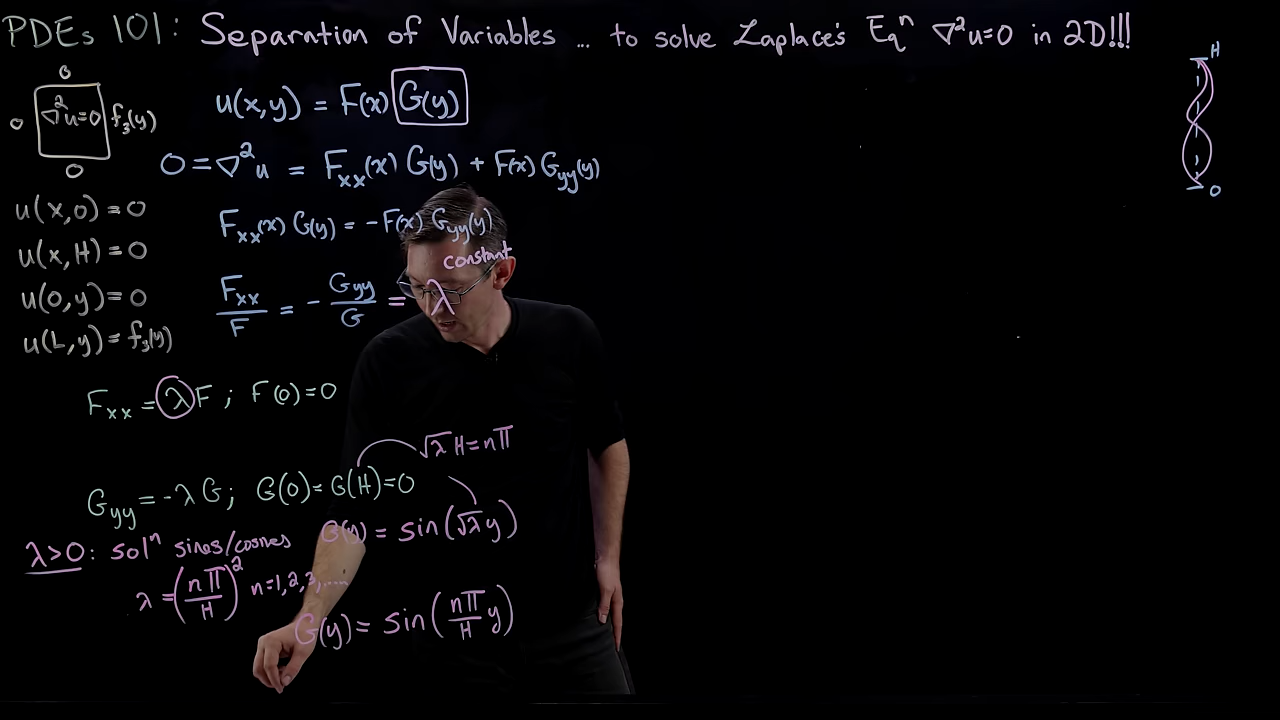 PDEs 101: Separation of Variables ... to solve Laplace's Eqⁿ ∇²u=0 in 2D!!!
0
0 ∇²u=0 f₃(y)
0
u(x,0)=0
u(x,H)=0
u(0,y)=0
u(L,y)=f₃(y)
u(x,y) = F(x) G(y)
0 = ∇²u = Fₓₓ(x) G(y) + F(x) G_yy(y)
Fₓₓ(x) G(y) = -F(x) G_yy(y)
constant
Fₓₓ/F = - G_yy/G = λ
Fₓₓ = λF ; F(0)=0
√λ H = nπ
G_yy = -λ G; G(0) = G(H) = 0
λ>0: solⁿ sines/cosines G(y) = sin(√λ y)
λ = (nπ/H)² n=1,2,3,....
G(y) = sin(nπ/H y)
H
0